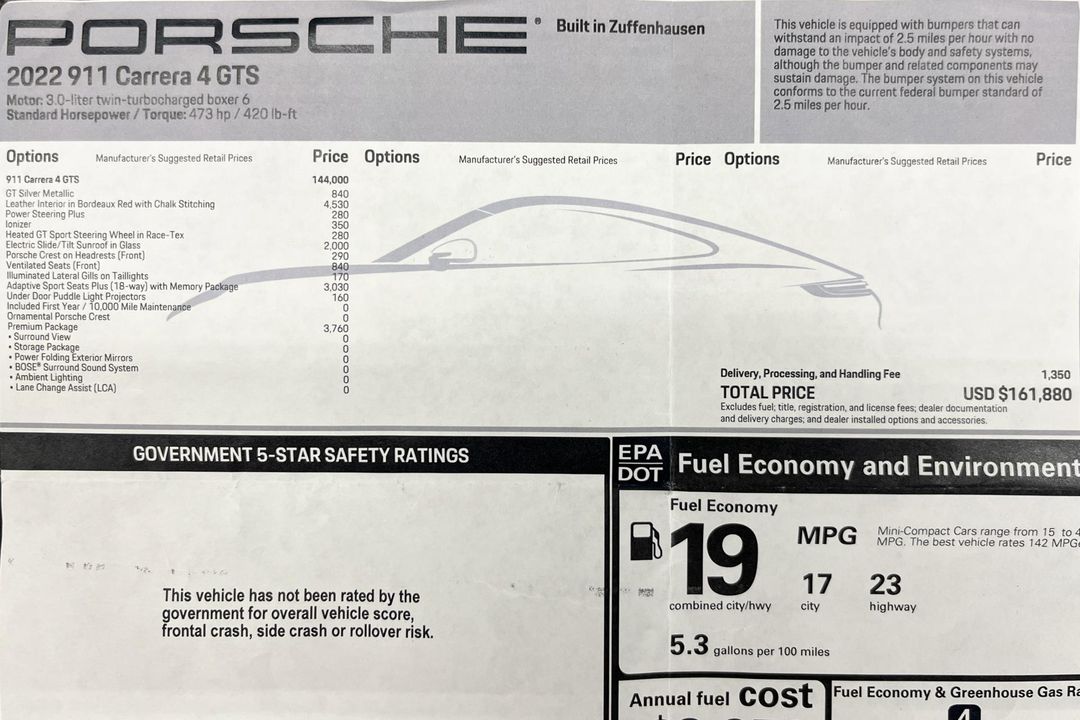 PORSCHE®
Built in Zuffenhausen
2022 911 Carrera 4 GTS
Motor: 3.0-liter twin-turbocharged boxer 6
Standard Horsepower / Torque: 473 hp / 420 lb-ft
This vehicle is equipped with bumpers that can
withstand an impact of 2.5 miles per hour with no
damage to the vehicle's body and safety systems,
although the bumper and related components may
sustain damage. The bumper system on this vehicle
conforms to the current federal bumper standard of
2.5 miles per hour.
Options Manufacturer's Suggested Retail Prices Price Options Manufacturer's Suggested Retail Prices Price Options Manufacturer's Suggested Retail Prices Price
911 Carrera 4 GTS 144,000
GT Silver Metallic 840
Leather Interior in Bordeaux Red with Chalk Stitching 4,530
Power Steering Plus 280
Ionizer 350
Heated GT Sport Steering Wheel in Race-Tex 280
Electric Slide/Tilt Sunroof in Glass 2,000
Porsche Crest on Headrests (Front) 290
Ventilated Seats (Front) 840
Illuminated Lateral Gills on Taillights 170
Adaptive Sport Seats Plus (18-way) with Memory Package 3,030
Under Door Puddle Light Projectors 160
Included First Year / 10,000 Mile Maintenance 0
Ornamental Porsche Crest 0
Premium Package 3,760
• Surround View 0
• Storage Package 0
• Power Folding Exterior Mirrors 0
• BOSE® Surround Sound System 0
• Ambient Lighting 0
• Lane Change Assist (LCA) 0
Delivery, Processing, and Handling Fee 1,350
TOTAL PRICE USD $161,880
Excludes fuel; title, registration, and license fees; dealer documentation
and delivery charges; and dealer installed options and accessories.
GOVERNMENT 5-STAR SAFETY RATINGS
This vehicle has not been rated by the
government for overall vehicle score,
frontal crash, side crash or rollover risk.
EPA
DOT
Fuel Economy and Environment
Fuel Economy
19 MPG
combined city/hwy
17 city
23 highway
Mini-Compact Cars range from 15 to
MPG. The best vehicle rates 142 MPGe
5.3 gallons per 100 miles
Annual fuel cost
Fuel Economy & Greenhouse Gas
4